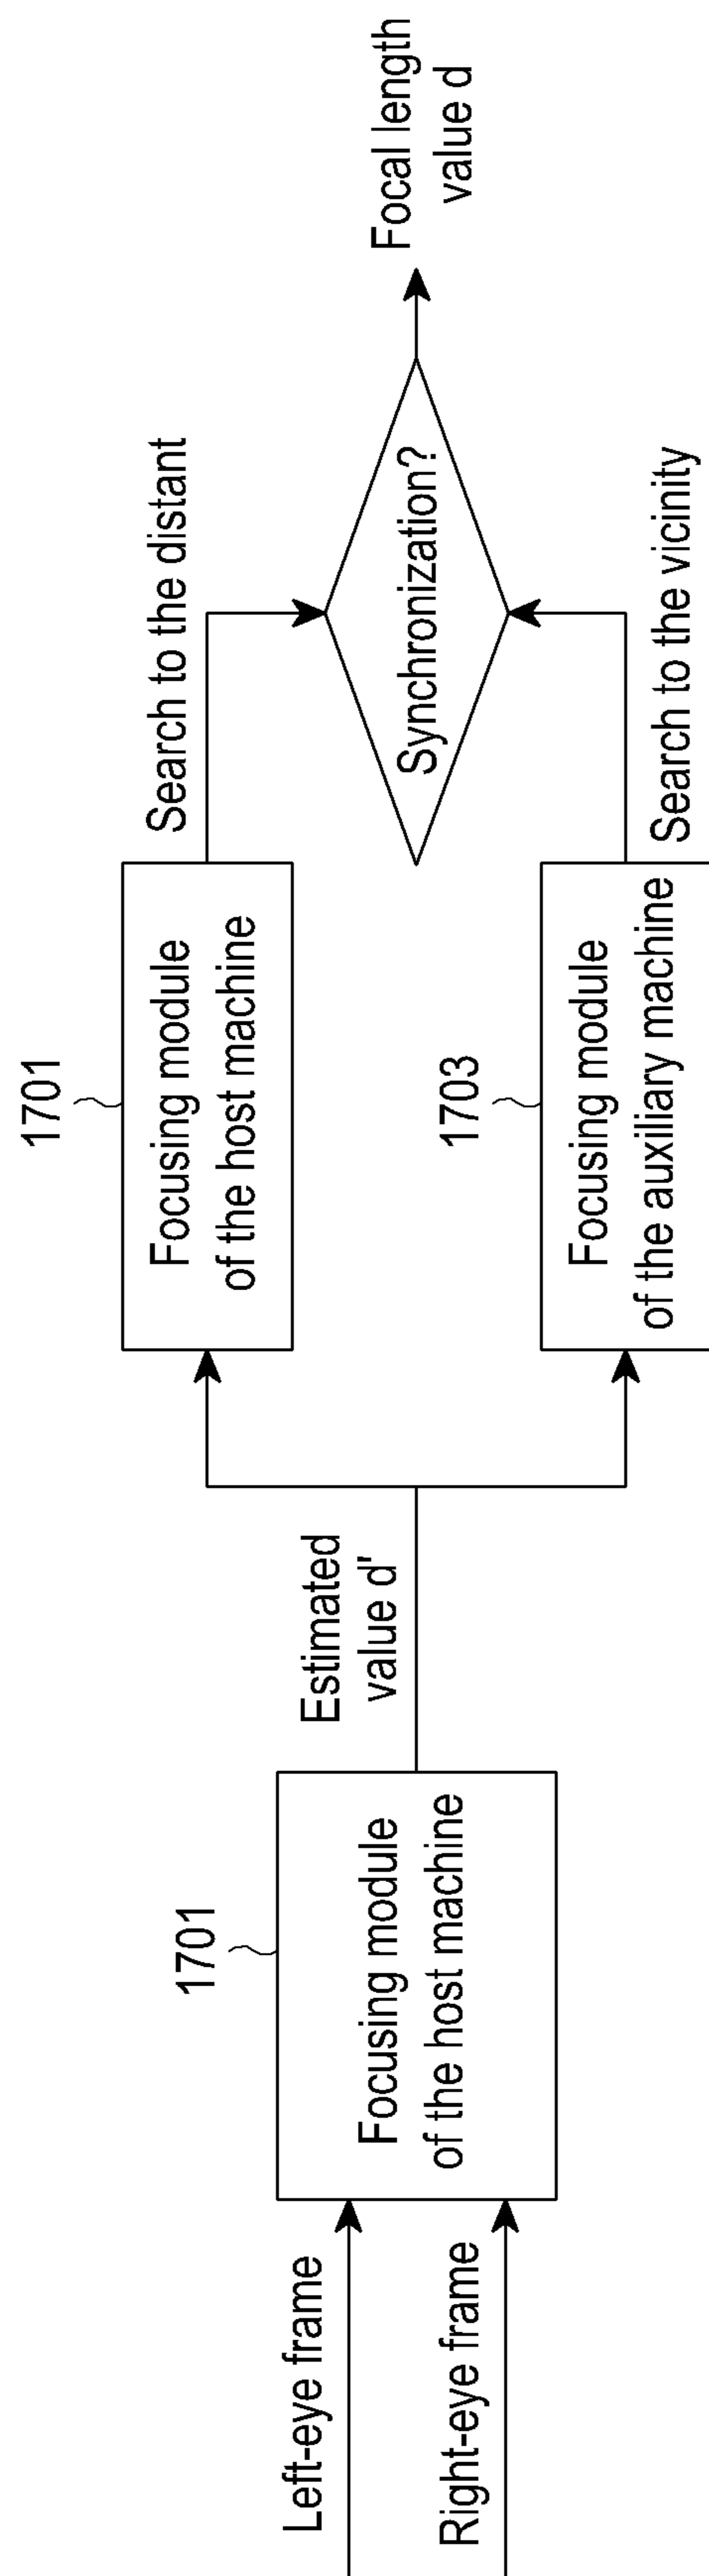 Left-eye frame
Right-eye frame
1701
Focusing module
of the host machine
Estimated
value d'
1701
Focusing module
of the host machine
1703
Focusing module
of the auxiliary machine
Search to the distant
Search to the vicinity
Synchronization?
Focal length
value d